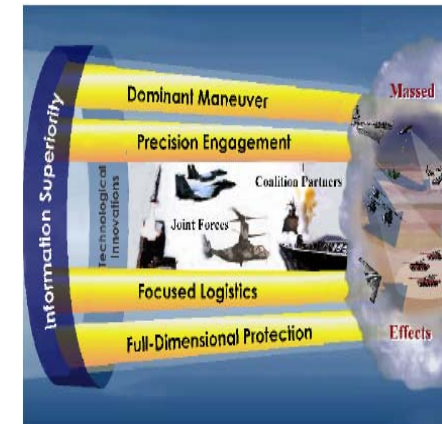 Information Superiority
Technological
Innovations
Dominant Maneuver
Precision Engagement
Coalition Partners
Joint Forces
Focused Logistics
Full-Dimensional Protection
Massed
Effects